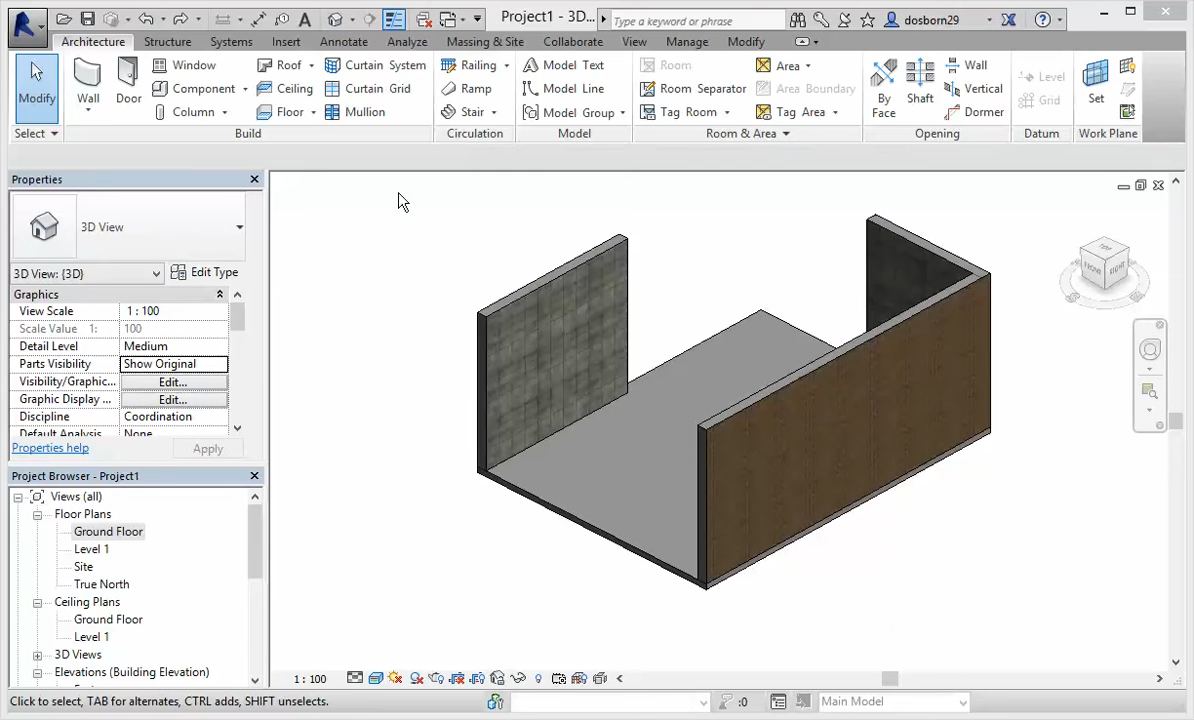 Project1 - 3D...
Type a keyword or phrase
dosborn29
Architecture Structure Systems Insert Annotate Analyze Massing & Site Collaborate View Manage Modify
Modify
Wall
Door
Window
Component
Column
Roof
Ceiling
Floor
Curtain System
Curtain Grid
Mullion
Railing
Ramp
Stair
Model Text
Model Line
Model Group
Room
Room Separator
Tag Room
Area
Area Boundary
Tag Area
By Face
Shaft
Wall
Vertical
Dormer
Level
Grid
Set
Select
Build
Circulation
Model
Room & Area
Opening
Datum
Work Plane
Properties
3D View
3D View: {3D}
Edit Type
Graphics
View Scale 1 : 100
Scale Value 1: 100
Detail Level Medium
Parts Visibility Show Original
Visibility/Graphic... Edit...
Graphic Display ... Edit...
Discipline Coordination
Default Analysis None
Properties help
Apply
Project Browser - Project1
Views (all)
Floor Plans
Ground Floor
Level 1
Site
True North
Ceiling Plans
Ground Floor
Level 1
3D Views
Elevations (Building Elevation)
TOP
FRONT
RIGHT
1 : 100
Click to select, TAB for alternates, CTRL adds, SHIFT unselects.
:0
Main Model